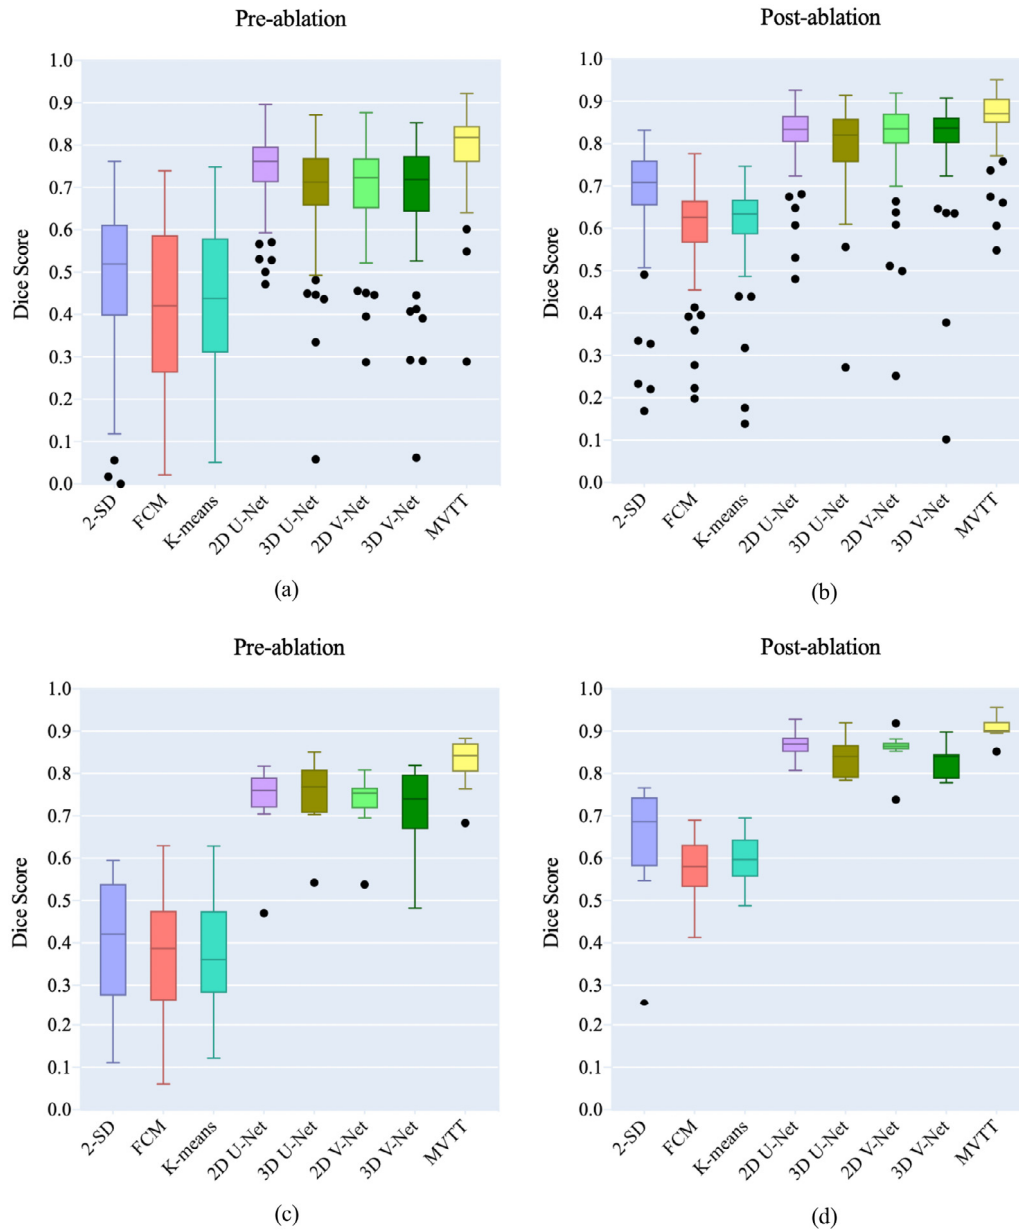 Pre-ablation
1.0
0.9
0.8
0.7
0.6
0.5
0.4
0.3
0.2
0.1
0.0
Dice Score
2-SD
FCM
K-means
2D U-Net
3D U-Net
2D V-Net
3D V-Net
MVTT
(a)
Post-ablation
1.0
0.9
0.8
0.7
0.6
0.5
0.4
0.3
0.2
0.1
0.0
Dice Score
2-SD
FCM
K-means
2D U-Net
3D U-Net
2D V-Net
3D V-Net
MVTT
(b)
Pre-ablation
1.0
0.9
0.8
0.7
0.6
0.5
0.4
0.3
0.2
0.1
0.0
Dice Score
2-SD
FCM
K-means
2D U-Net
3D U-Net
2D V-Net
3D V-Net
MVTT
(c)
Post-ablation
1.0
0.9
0.8
0.7
0.6
0.5
0.4
0.3
0.2
0.1
0.0
Dice Score
2-SD
FCM
K-means
2D U-Net
3D U-Net
2D V-Net
3D V-Net
MVTT
(d)